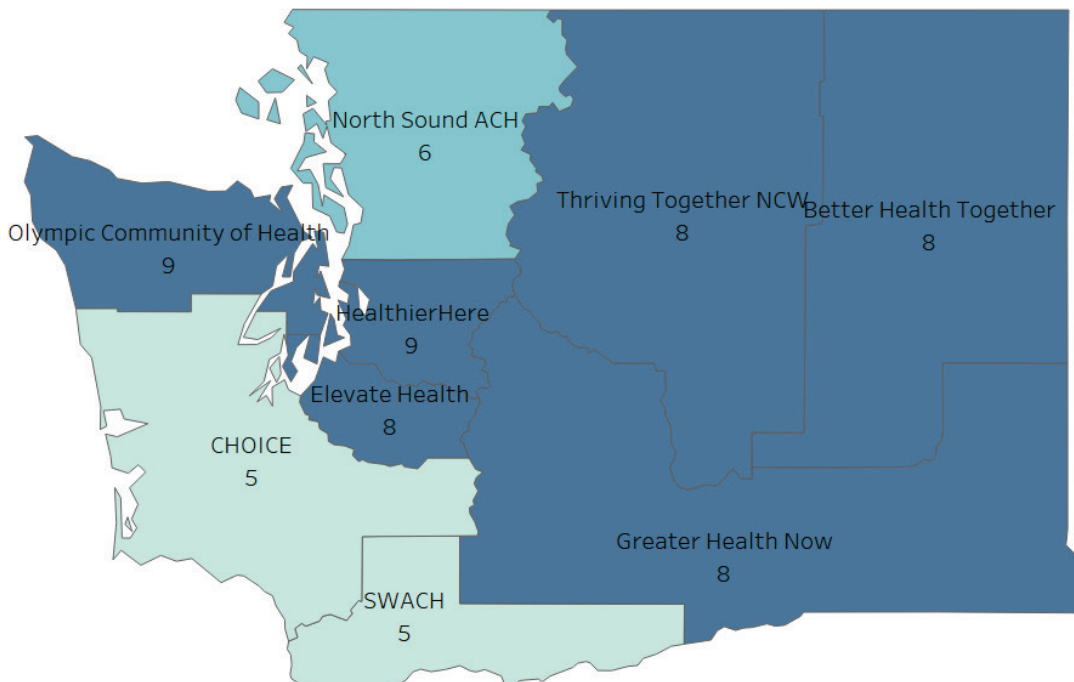 North Sound ACH
6
Thriving Together NCW
8
Better Health Together
8
Olympic Community of Health
9
HealthierHere
9
Elevate Health
8
CHOICE
5
Greater Health Now
8
SWACH
5